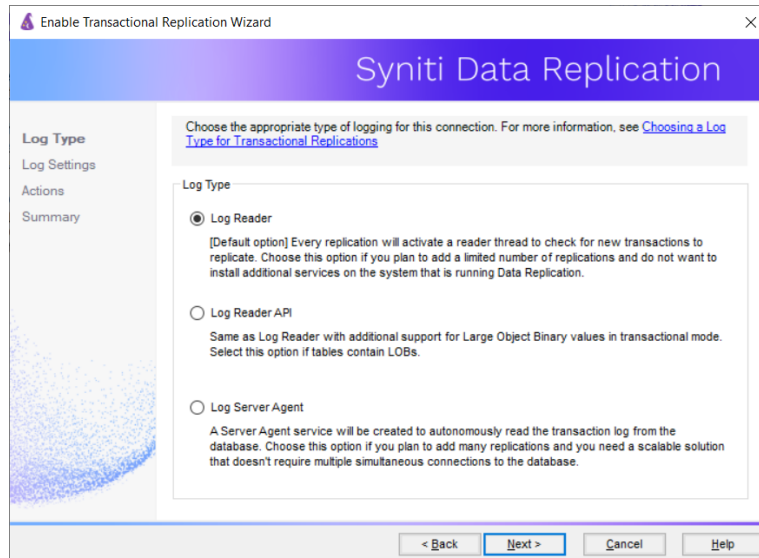 Enable Transactional Replication Wizard
Syniti Data Replication
Log Type
Log Settings
Actions
Summary
Choose the appropriate type of logging for this connection. For more information, see Choosing a Log
Type for Transactional Replications
Log Type
Log Reader
[Default option] Every replication will activate a reader thread to check for new transactions to
replicate. Choose this option if you plan to add a limited number of replications and do not want to
install additional services on the system that is running Data Replication.
Log Reader API
Same as Log Reader with additional support for Large Object Binary values in transactional mode.
Select this option if tables contain LOBs.
Log Server Agent
A Server Agent service will be created to autonomously read the transaction log from the
database. Choose this option if you plan to add many replications and you need a scalable solution
that doesn't require multiple simultaneous connections to the database.
< Back Next > Cancel Help